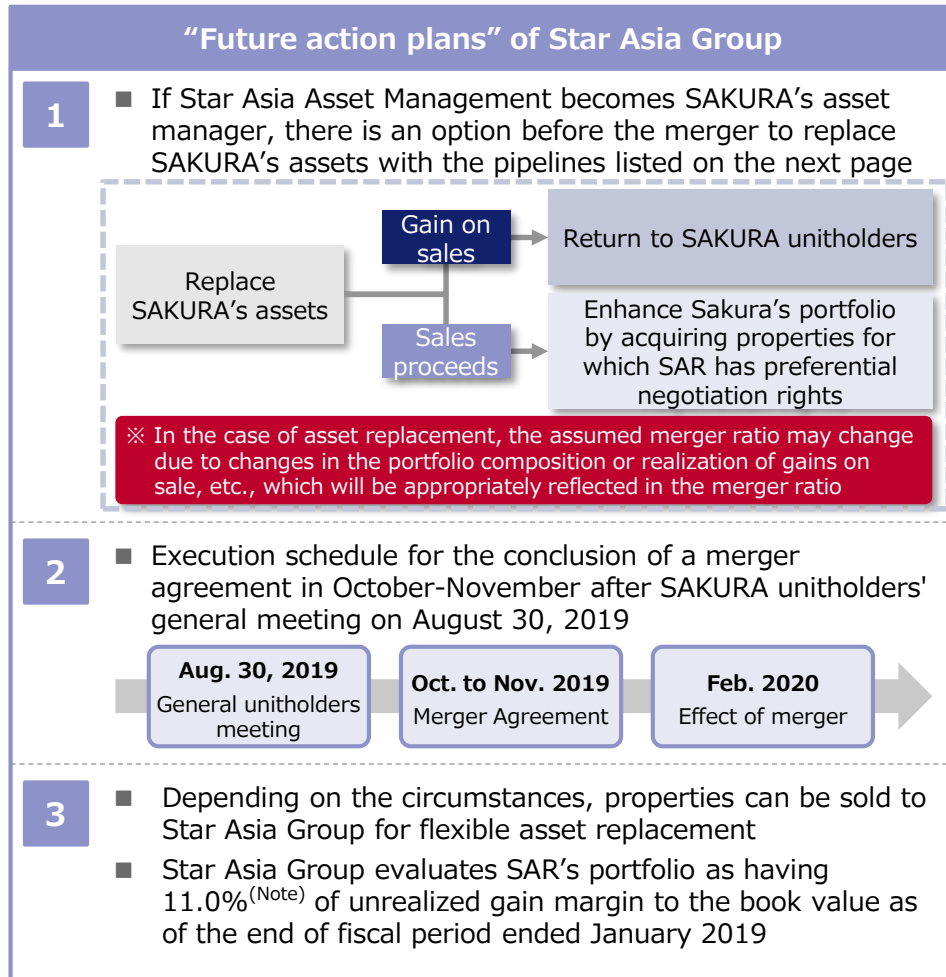 “Future action plans” of Star Asia Group
1
■ If Star Asia Asset Management becomes SAKURA’s asset
manager, there is an option before the merger to replace
SAKURA’s assets with the pipelines listed on the next page
Replace
SAKURA’s assets
Gain on
sales
Return to SAKURA unitholders
Sales
proceeds
Enhance Sakura’s portfolio
by acquiring properties for
which SAR has preferential
negotiation rights
※ In the case of asset replacement, the assumed merger ratio may change
due to changes in the portfolio composition or realization of gains on
sale, etc., which will be appropriately reflected in the merger ratio
2
■ Execution schedule for the conclusion of a merger
agreement in October-November after SAKURA unitholders'
general meeting on August 30, 2019
Aug. 30, 2019
General unitholders
meeting
Oct. to Nov. 2019
Merger Agreement
Feb. 2020
Effect of merger
3
■ Depending on the circumstances, properties can be sold to
Star Asia Group for flexible asset replacement
■ Star Asia Group evaluates SAR’s portfolio as having
11.0%(Note) of unrealized gain margin to the book value as
of the end of fiscal period ended January 2019